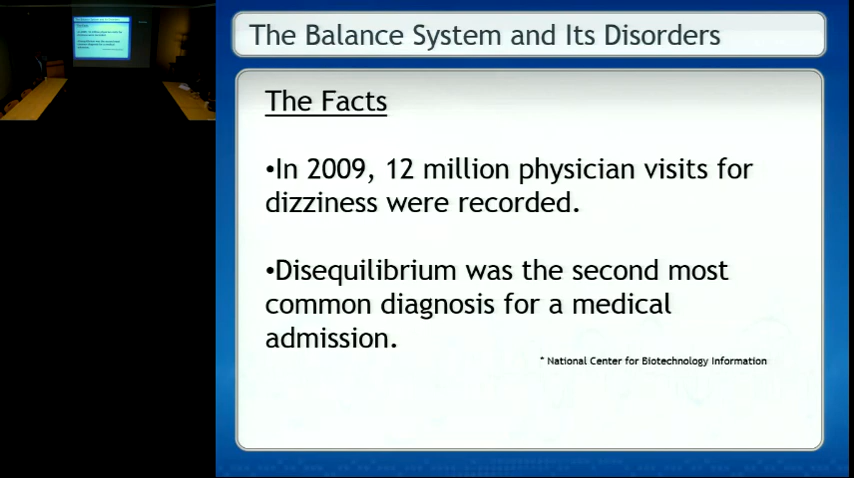 The Balance System and Its Disorders
The Facts
•In 2009, 12 million physician visits for
dizziness were recorded.
•Disequilibrium was the second most
common diagnosis for a medical
admission.
* National Center for Biotechnology Information